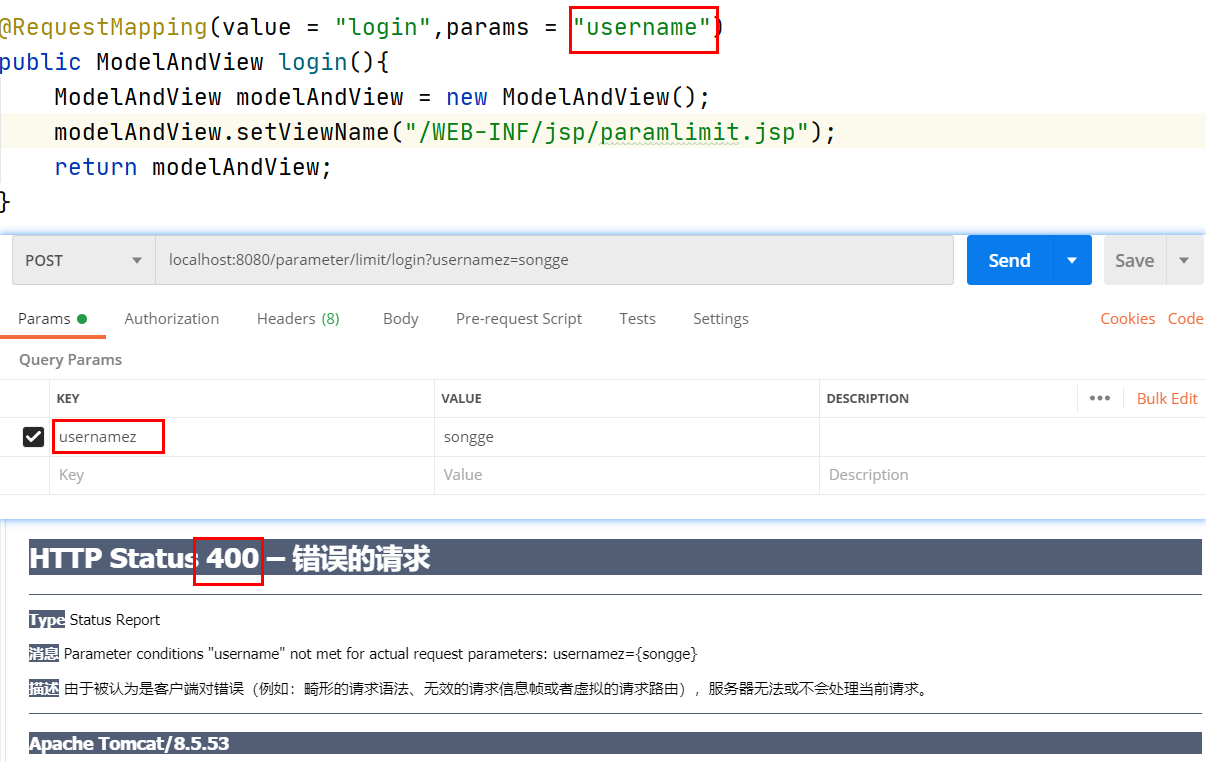 @RequestMapping(value = "login",params = "username")
public ModelAndView login(){
    ModelAndView modelAndView = new ModelAndView();
    modelAndView.setViewName("/WEB-INF/jsp/paramlimit.jsp");
    return modelAndView;
}
POST localhost:8080/parameter/limit/login?usernamez=songge Send Save
Params Authorization Headers (8) Body Pre-request Script Tests Settings Cookies Code
Query Params
KEY VALUE DESCRIPTION ••• Bulk Edit
usernamez songge
Key Value Description
HTTP Status 400 – 错误的请求
Type Status Report
消息 Parameter conditions "username" not met for actual request parameters: usernamez={songge}
描述 由于被认为是客户端对错误（例如：畸形的请求语法、无效的请求信息帧或者虚拟的请求路由），服务器无法或不会处理当前请求。
Apache Tomcat/8.5.53